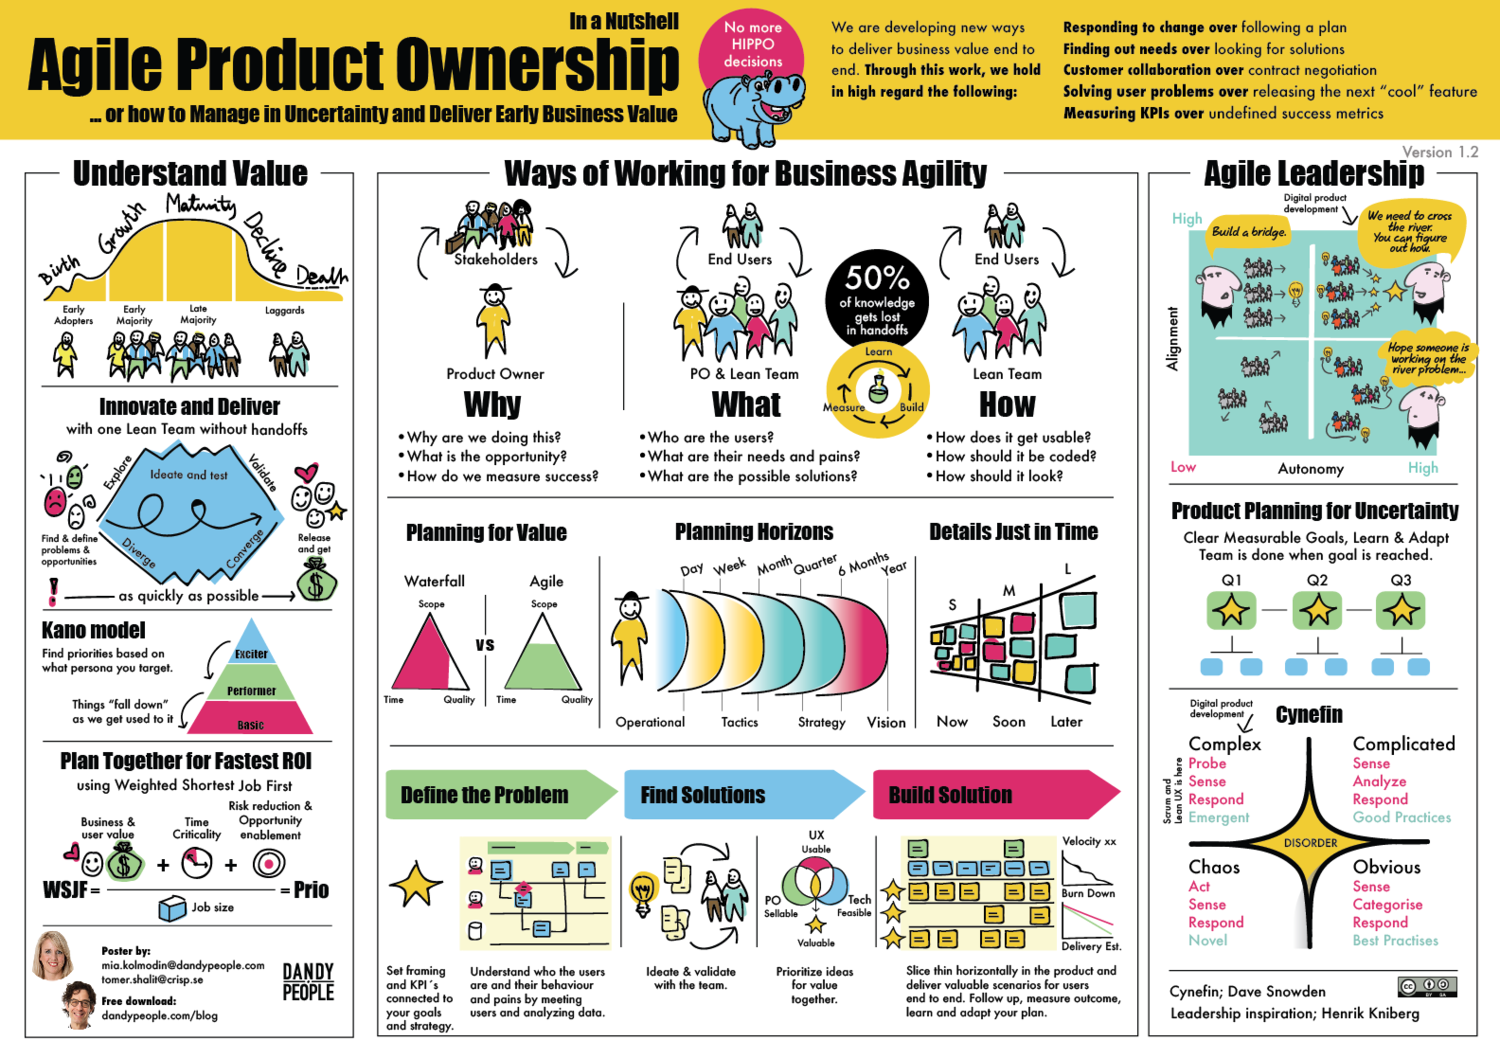 In a Nutshell
Agile Product Ownership
... or how to Manage in Uncertainty and Deliver Early Business Value
No more
HIPPO
decisions
We are developing new ways
to deliver business value end to
end. Through this work, we hold
in high regard the following:
Responding to change over following a plan
Finding out needs over looking for solutions
Customer collaboration over contract negotiation
Solving user problems over releasing the next “cool” feature
Measuring KPIs over undefined success metrics
Version 1.2
Understand Value
Birth
Growth
Maturity
Decline
Death
Early
Adopters
Early
Majority
Late
Majority
Laggards
Innovate and Deliver
with one Lean Team without handoffs
Explore
Ideate and test
Validate
Diverge
Converge
Find & define
problems &
opportunities
Release
and get
$
! as quickly as possible
Kano model
Find priorities based on
what persona you target.
Things “fall down”
as we get used to it
Exciter
Performer
Basic
Plan Together for Fastest ROI
using Weighted Shortest Job First
Business &
user value
Time
Criticality
Risk reduction &
Opportunity
enablement
$ + +
WSJF = = Prio
Job size
Poster by:
mia.kolmodin@dandypeople.com
tomer.shalit@crisp.se
Free download:
dandypeople.com/blog
DANDY
PEOPLE
Ways of Working for Business Agility
Stakeholders
Product Owner
Why
• Why are we doing this?
• What is the opportunity?
• How do we measure success?
End Users
PO & Lean Team
What
• Who are the users?
• What are their needs and pains?
• What are the possible solutions?
50%
of knowledge
gets lost
in handoffs
Learn
Measure
Build
End Users
Lean Team
How
• How does it get usable?
• How should it be coded?
• How should it look?
Planning for Value
Waterfall
Scope
Time
Quality
VS
Agile
Scope
Time
Quality
Planning Horizons
Day
Week
Month
Quarter
6 Months
Year
Operational
Tactics
Strategy
Vision
Details Just in Time
S
M
L
Now
Soon
Later
Define the Problem
Find Solutions
Build Solution
Set framing
and KPI´s
connected to
your goals
and strategy.
Understand who the users
are and their behaviour
and pains by meeting
users and analyzing data.
Ideate & validate
with the team.
UX
Usable
PO
Sellable
Tech
Feasible
Valuable
Prioritize ideas
for value
together.
Velocity xx
Burn Down
Delivery Est.
Slice thin horizontally in the product and
deliver valuable scenarios for users
end to end. Follow up, measure outcome,
learn and adapt your plan.
Agile Leadership
Digital product
development
High
Build a bridge.
We need to cross
the river.
You can figure
out how.
Hope someone is
working on the
river problem...
Alignment
Low
Autonomy
High
Product Planning for Uncertainty
Clear Measurable Goals, Learn & Adapt
Team is done when goal is reached.
Q1
Q2
Q3
Digital product
development
Cynefin
Scrum and
Lean UX is here
Complex
Probe
Sense
Respond
Emergent
Complicated
Sense
Analyze
Respond
Good Practices
DISORDER
Chaos
Act
Sense
Respond
Novel
Obvious
Sense
Categorise
Respond
Best Practises
Cynefin; Dave Snowden
Leadership inspiration; Henrik Kniberg
cc
BY SA